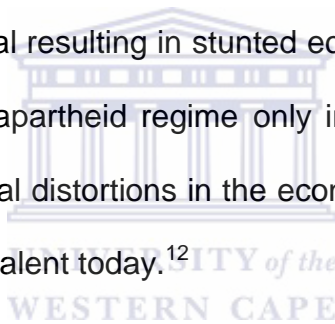 al resulting in stunted ec
apartheid regime only in
al distortions in the econ
alent today.12
UNIVERSITY of the
WESTERN CAPE